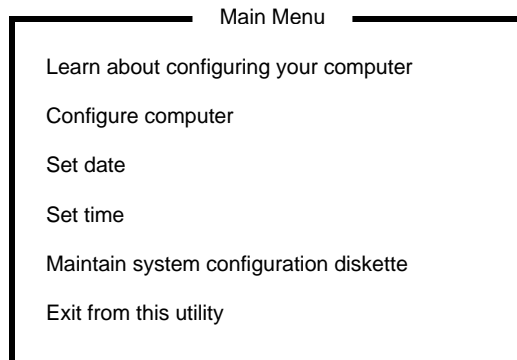 Main Menu
Learn about configuring your computer
Configure computer
Set date
Set time
Maintain system configuration diskette
Exit from this utility